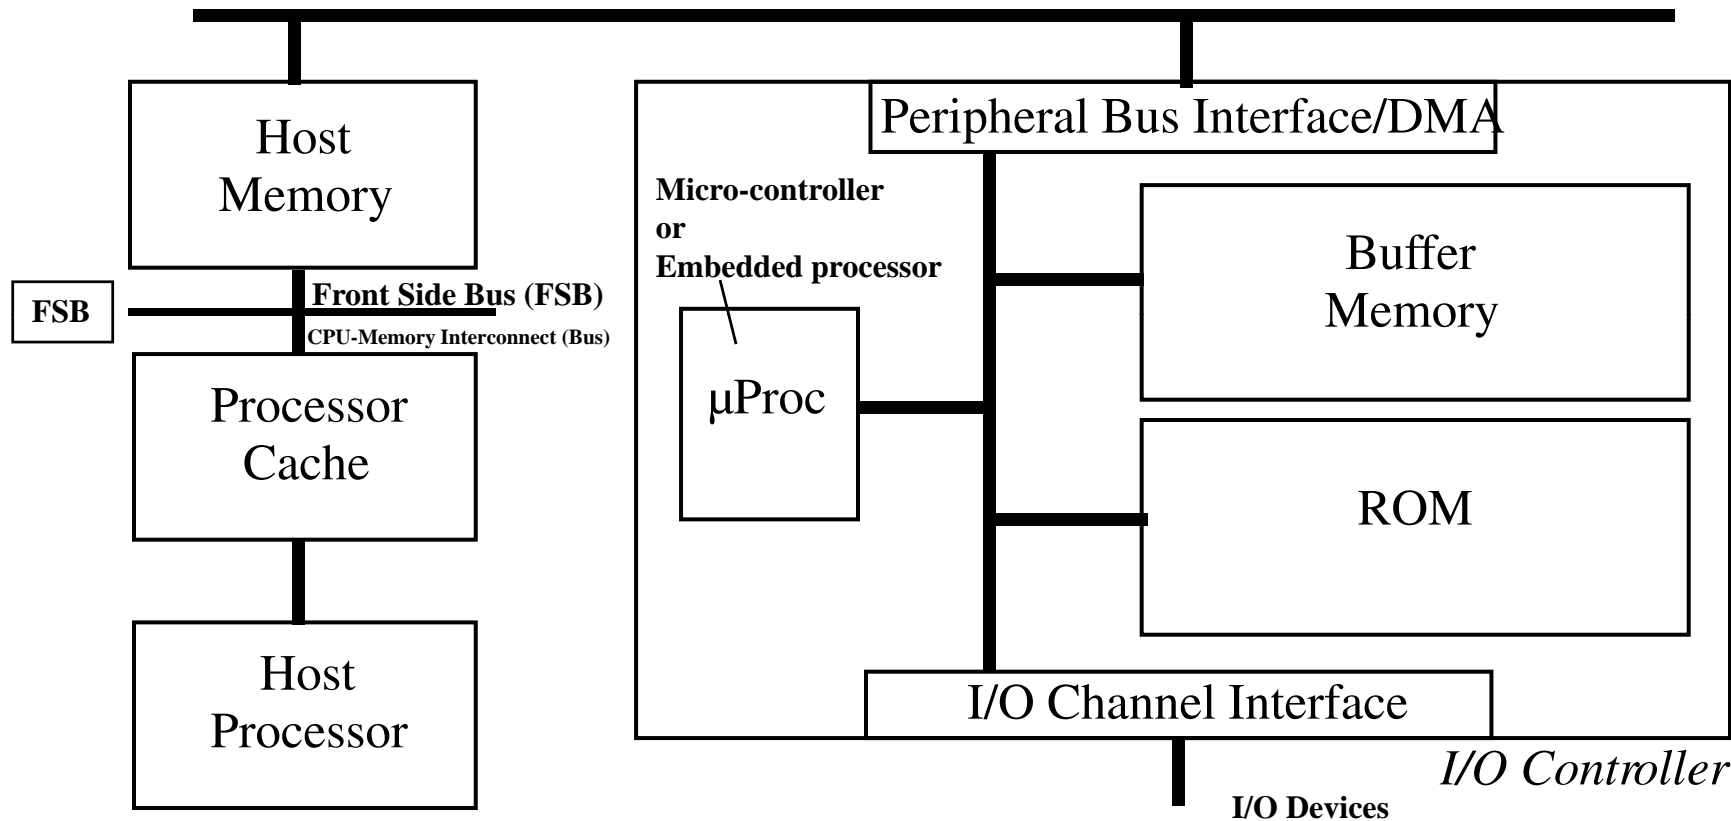 Host
Memory
FSB
Front Side Bus (FSB)
CPU-Memory Interconnect (Bus)
Processor
Cache
Host
Processor
Peripheral Bus Interface/DMA
Micro-controller
or
Embedded processor
μProc
Buffer
Memory
ROM
I/O Channel Interface
I/O Controller
I/O Devices